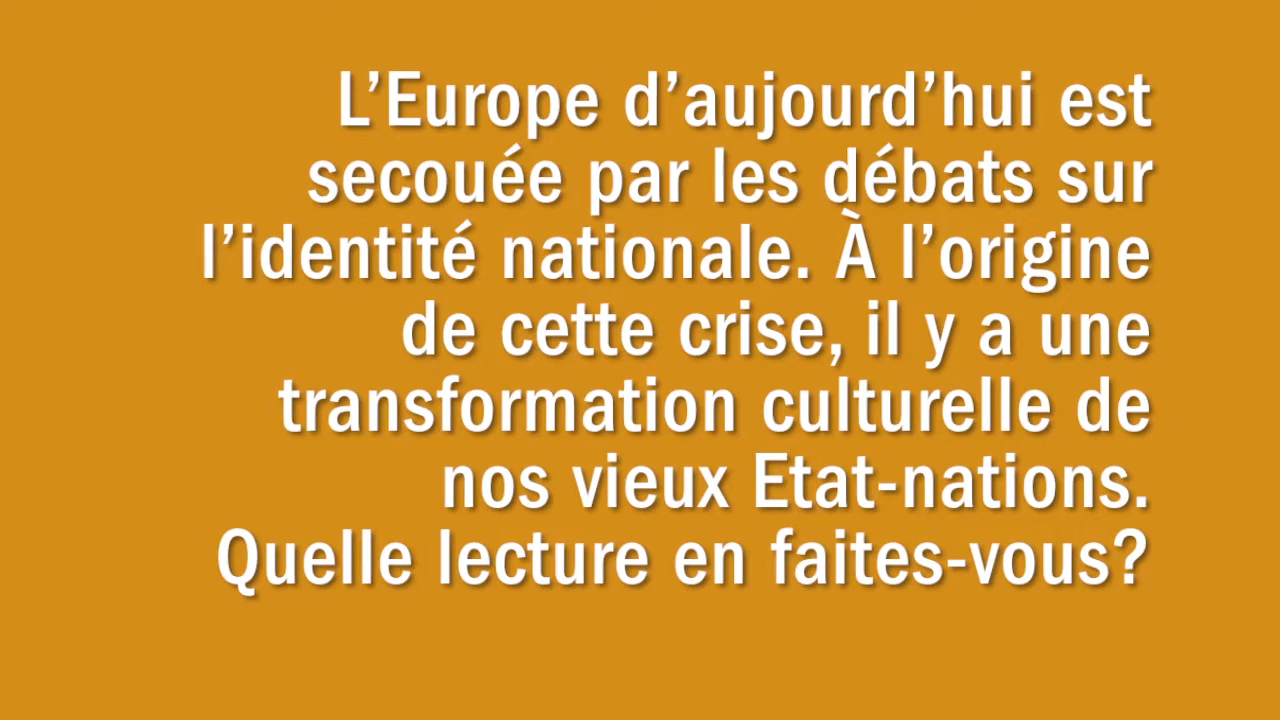 L’Europe d’aujourd’hui est
secouée par les débats sur
l’identité nationale. À l’origine
de cette crise, il y a une
transformation culturelle de
nos vieux Etat-nations.
Quelle lecture en faites-vous?